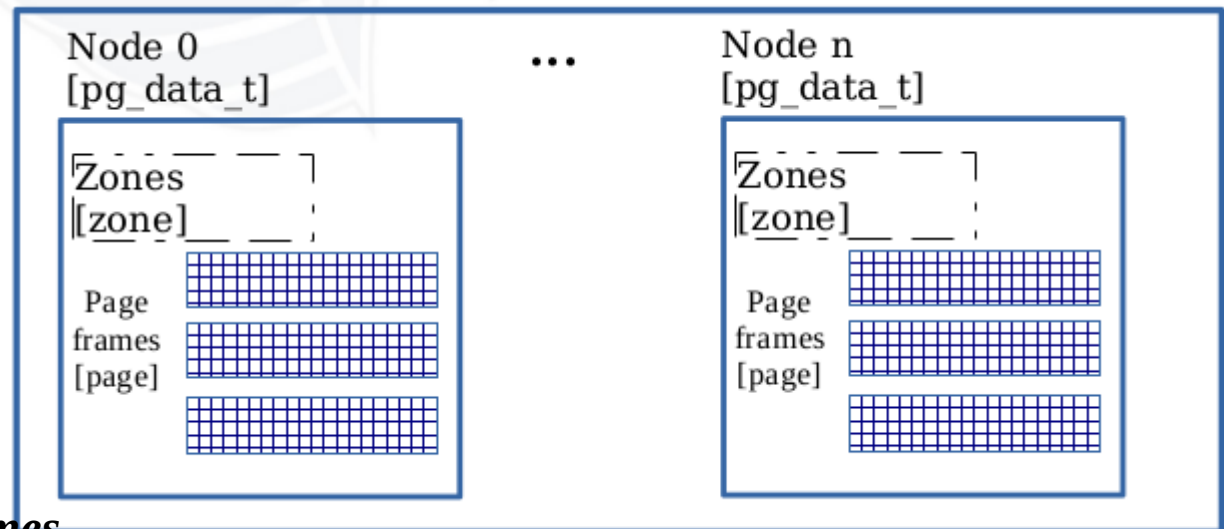 Node 0
[pg_data_t]
...
Node n
[pg_data_t]
Zones
[zone]
Page
frames
[page]
Zones
[zone]
Page
frames
[page]